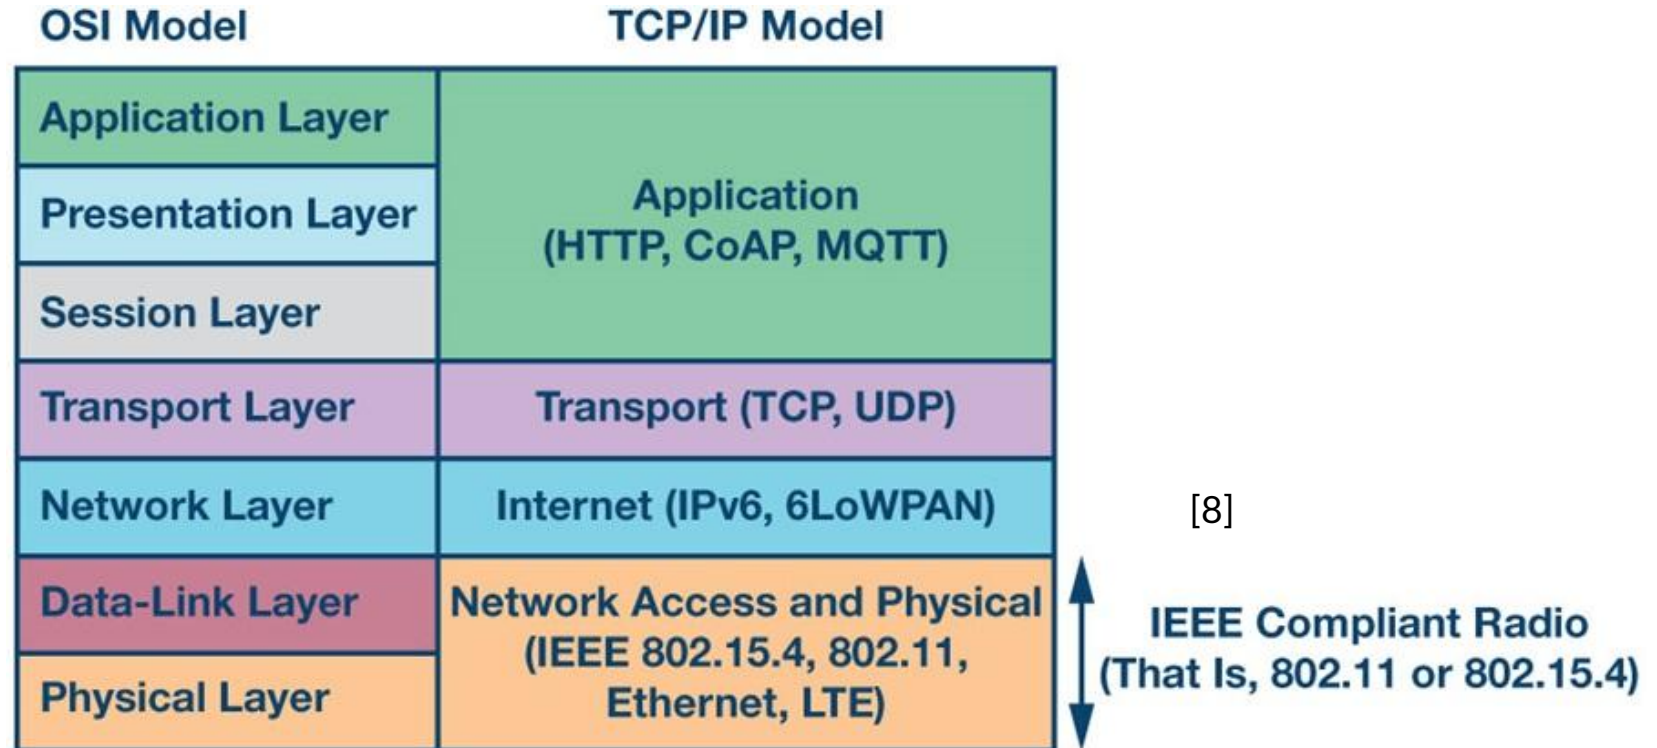 OSI Model
TCP/IP Model
Application Layer
Presentation Layer
Session Layer
Application
(HTTP, CoAP, MQTT)
Transport Layer
Transport (TCP, UDP)
Network Layer
Internet (IPv6, 6LoWPAN)
[8]
Data-Link Layer
Physical Layer
Network Access and Physical
(IEEE 802.15.4, 802.11,
Ethernet, LTE)
IEEE Compliant Radio
(That Is, 802.11 or 802.15.4)